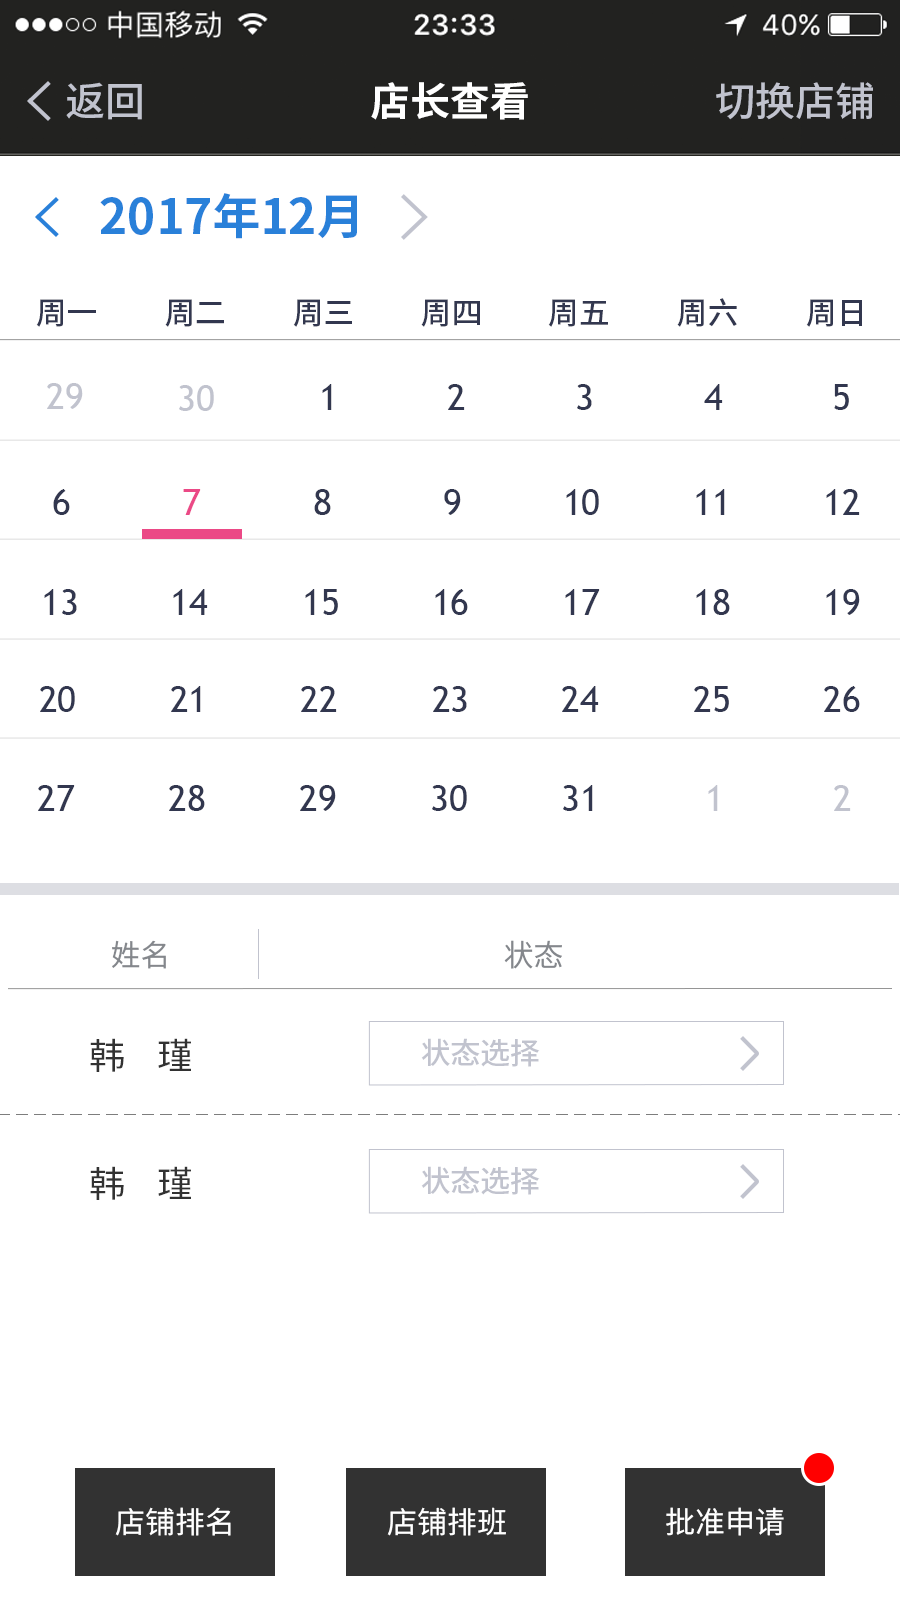 中国移动 23:33 40%
返回 店长查看 切换店铺
2017年12月
周一 周二 周三 周四 周五 周六 周日
29 30 1 2 3 4 5
6 7 8 9 10 11 12
13 14 15 16 17 18 19
20 21 22 23 24 25 26
27 28 29 30 31 1 2
姓名 状态
韩 瑾 状态选择
韩 瑾 状态选择
店铺排名 店铺排班 批准申请